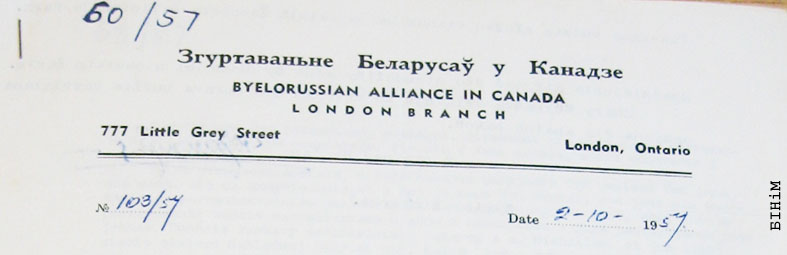 60/57
Згуртаваньне Беларусаў у Канадзе
BYELORUSSIAN ALLIANCE IN CANADA
LONDON BRANCH
777 Little Grey Street
London, Ontario
№ 103/57
Date 2-10- 1957
БІНіМ